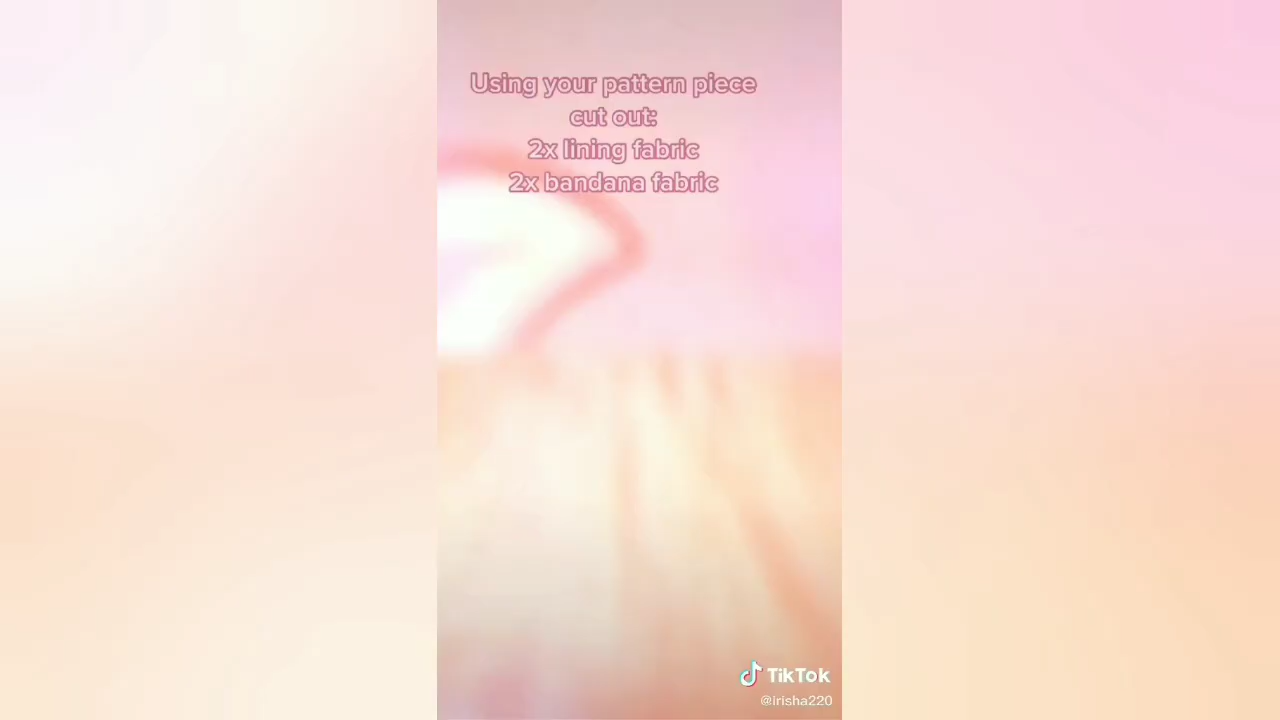 Using your pattern piece
cut out:
2x lining fabric
2x bandana fabric
TikTok
@irisha220